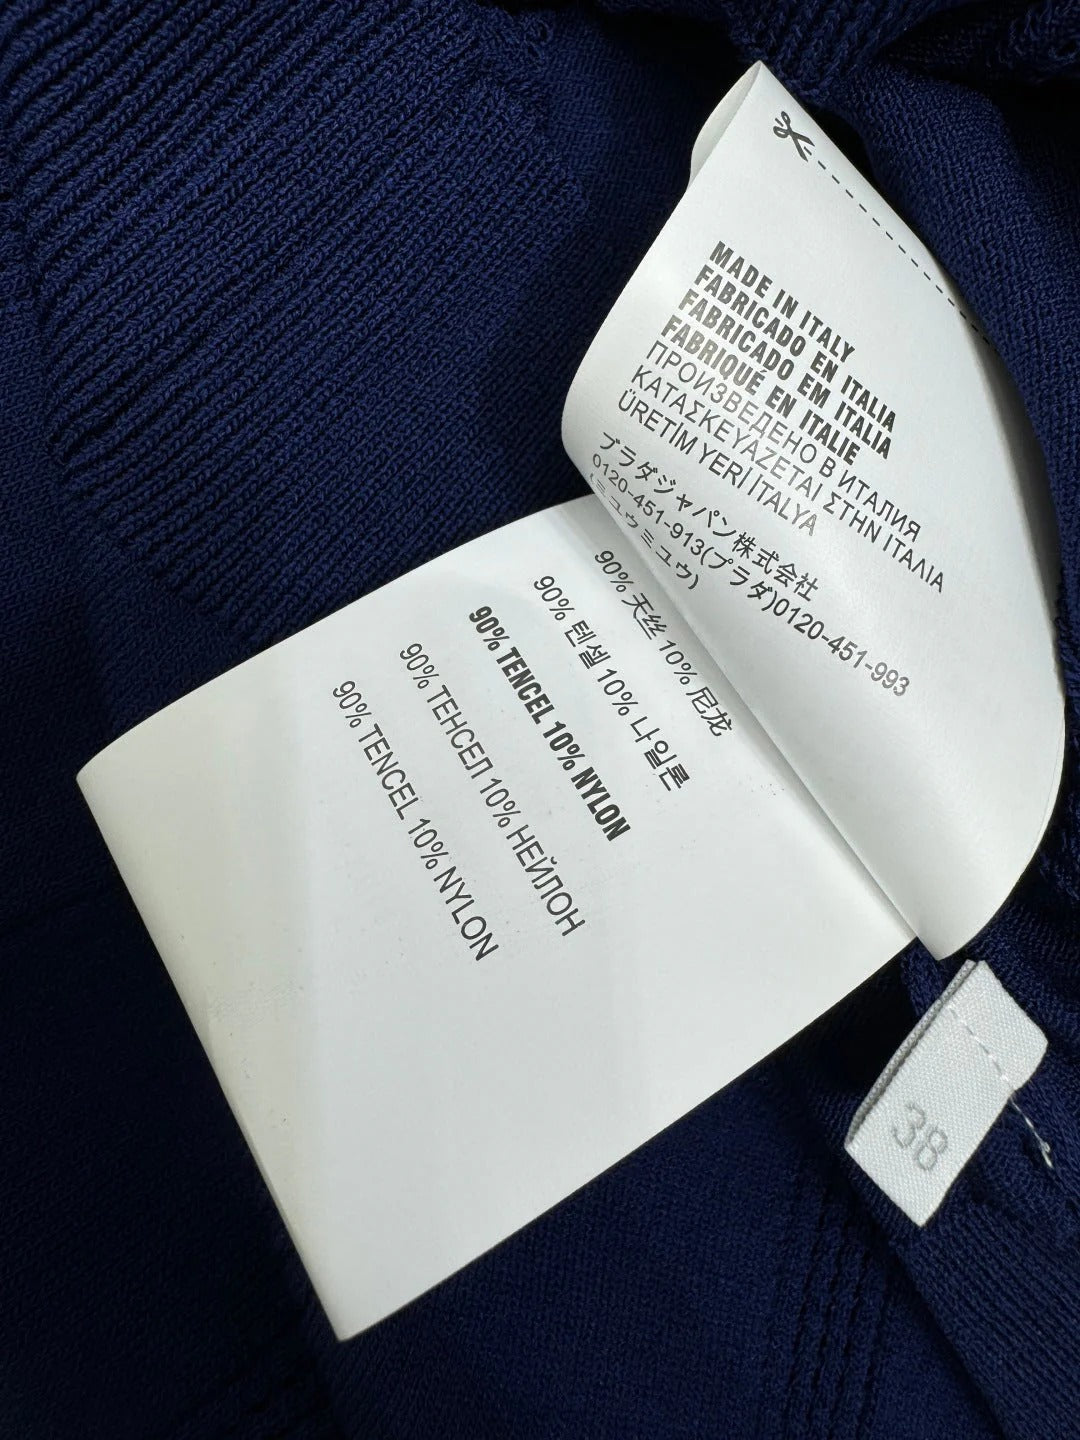 MADE IN ITALY
FABRICADO EN ITALIA
FABRICADO EM ITALIA
FABRIQUÉ EN ITALIE
ПРОИЗВЕДЕНО В ИТАЛИЯ
ΚΑΤΑΣΚΕΥΑΖΕΤΑΙ ΣΤΗΝ ΙΤΑΛΙΑ
ÜRETİM YERİ İTALYA
プラダジャパン株式会社
0120-451-913(プラダ)0120-451-993
(ミュウミュウ)
90% 天丝 10% 尼龙
90% 텐셀 10% 나일론
90% TENCEL 10% NYLON
90% ТЕНСЕЛ 10% НЕЙЛОН
90% TENCEL 10% NYLON
38